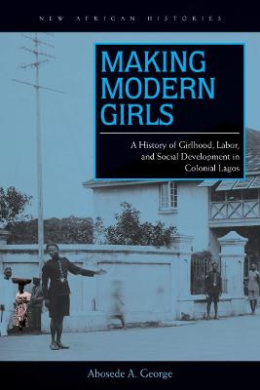 NEW AFRICAN HISTORIES
MAKING
MODERN
GIRLS
A History of Girlhood, Labor,
and Social Development in
Colonial Lagos
Abosede A. George